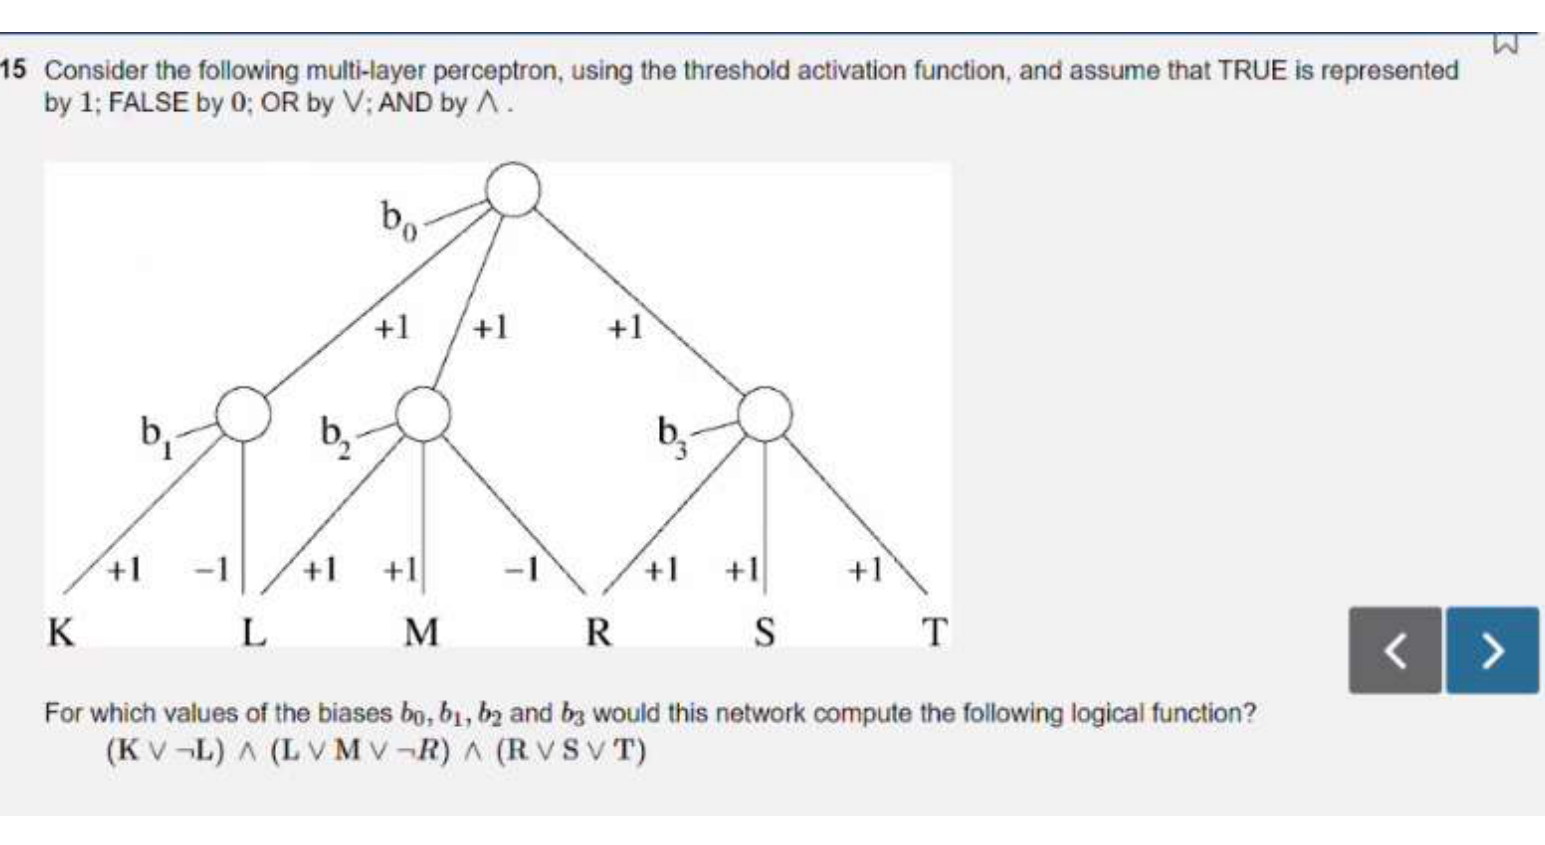 15 Consider the following multi-layer perceptron, using the threshold activation function, and assume that TRUE is represented
by 1; FALSE by 0; OR by ∨; AND by ∧ .
b₀
+1 +1 +1
b₁ b₂ b₃
+1 −1 +1 +1 −1 +1 +1 +1
K L M R S T
For which values of the biases b₀, b₁, b₂ and b₃ would this network compute the following logical function?
(K ∨ ¬L) ∧ (L ∨ M ∨ ¬R) ∧ (R ∨ S ∨ T)